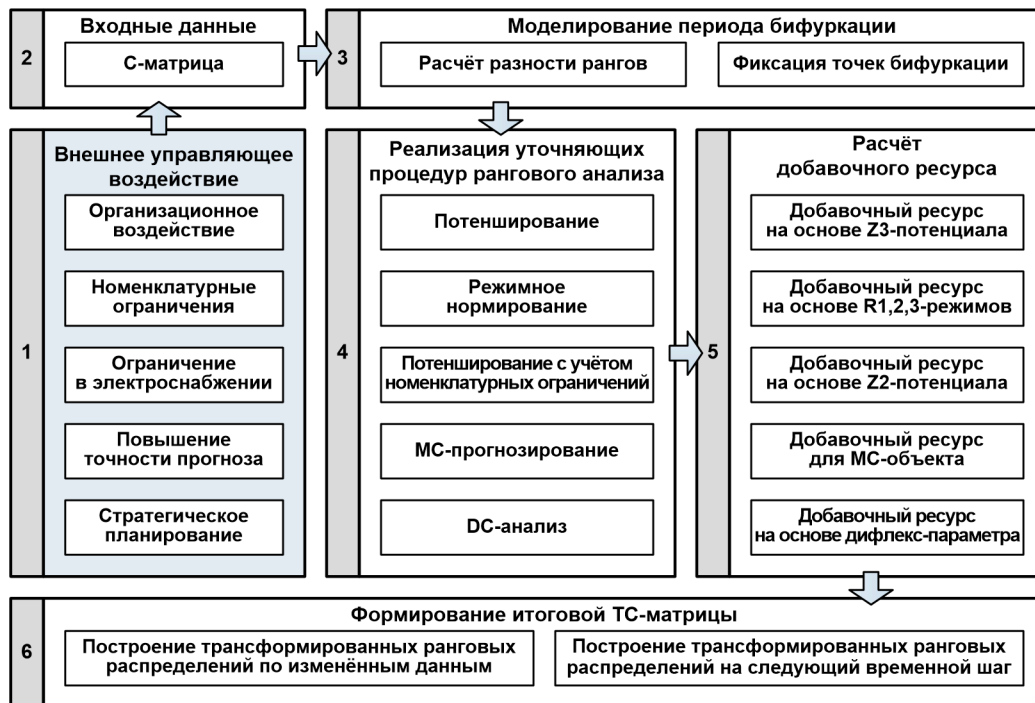 2
Входные данные
С-матрица
3
Моделирование периода бифуркации
Расчёт разности рангов
Фиксация точек бифуркации
1
Внешнее управляющее
воздействие
Организационное
воздействие
Номенклатурные
ограничения
Ограничение
в электроснабжении
Повышение
точности прогноза
Стратегическое
планирование
4
Реализация уточняющих
процедур рангового анализа
Потенширование
Режимное
нормирование
Потенширование с учётом
номенклатурных ограничений
МС-прогнозирование
DC-анализ
5
Расчёт
добавочного ресурса
Добавочный ресурс
на основе Z3-потенциала
Добавочный ресурс
на основе R1,2,3-режимов
Добавочный ресурс
на основе Z2-потенциала
Добавочный ресурс
для МС-объекта
Добавочный ресурс
на основе дифлекс-параметра
6
Формирование итоговой ТС-матрицы
Построение трансформированных ранговых
распределений по изменённым данным
Построение трансформированных ранговых
распределений на следующий временной шаг